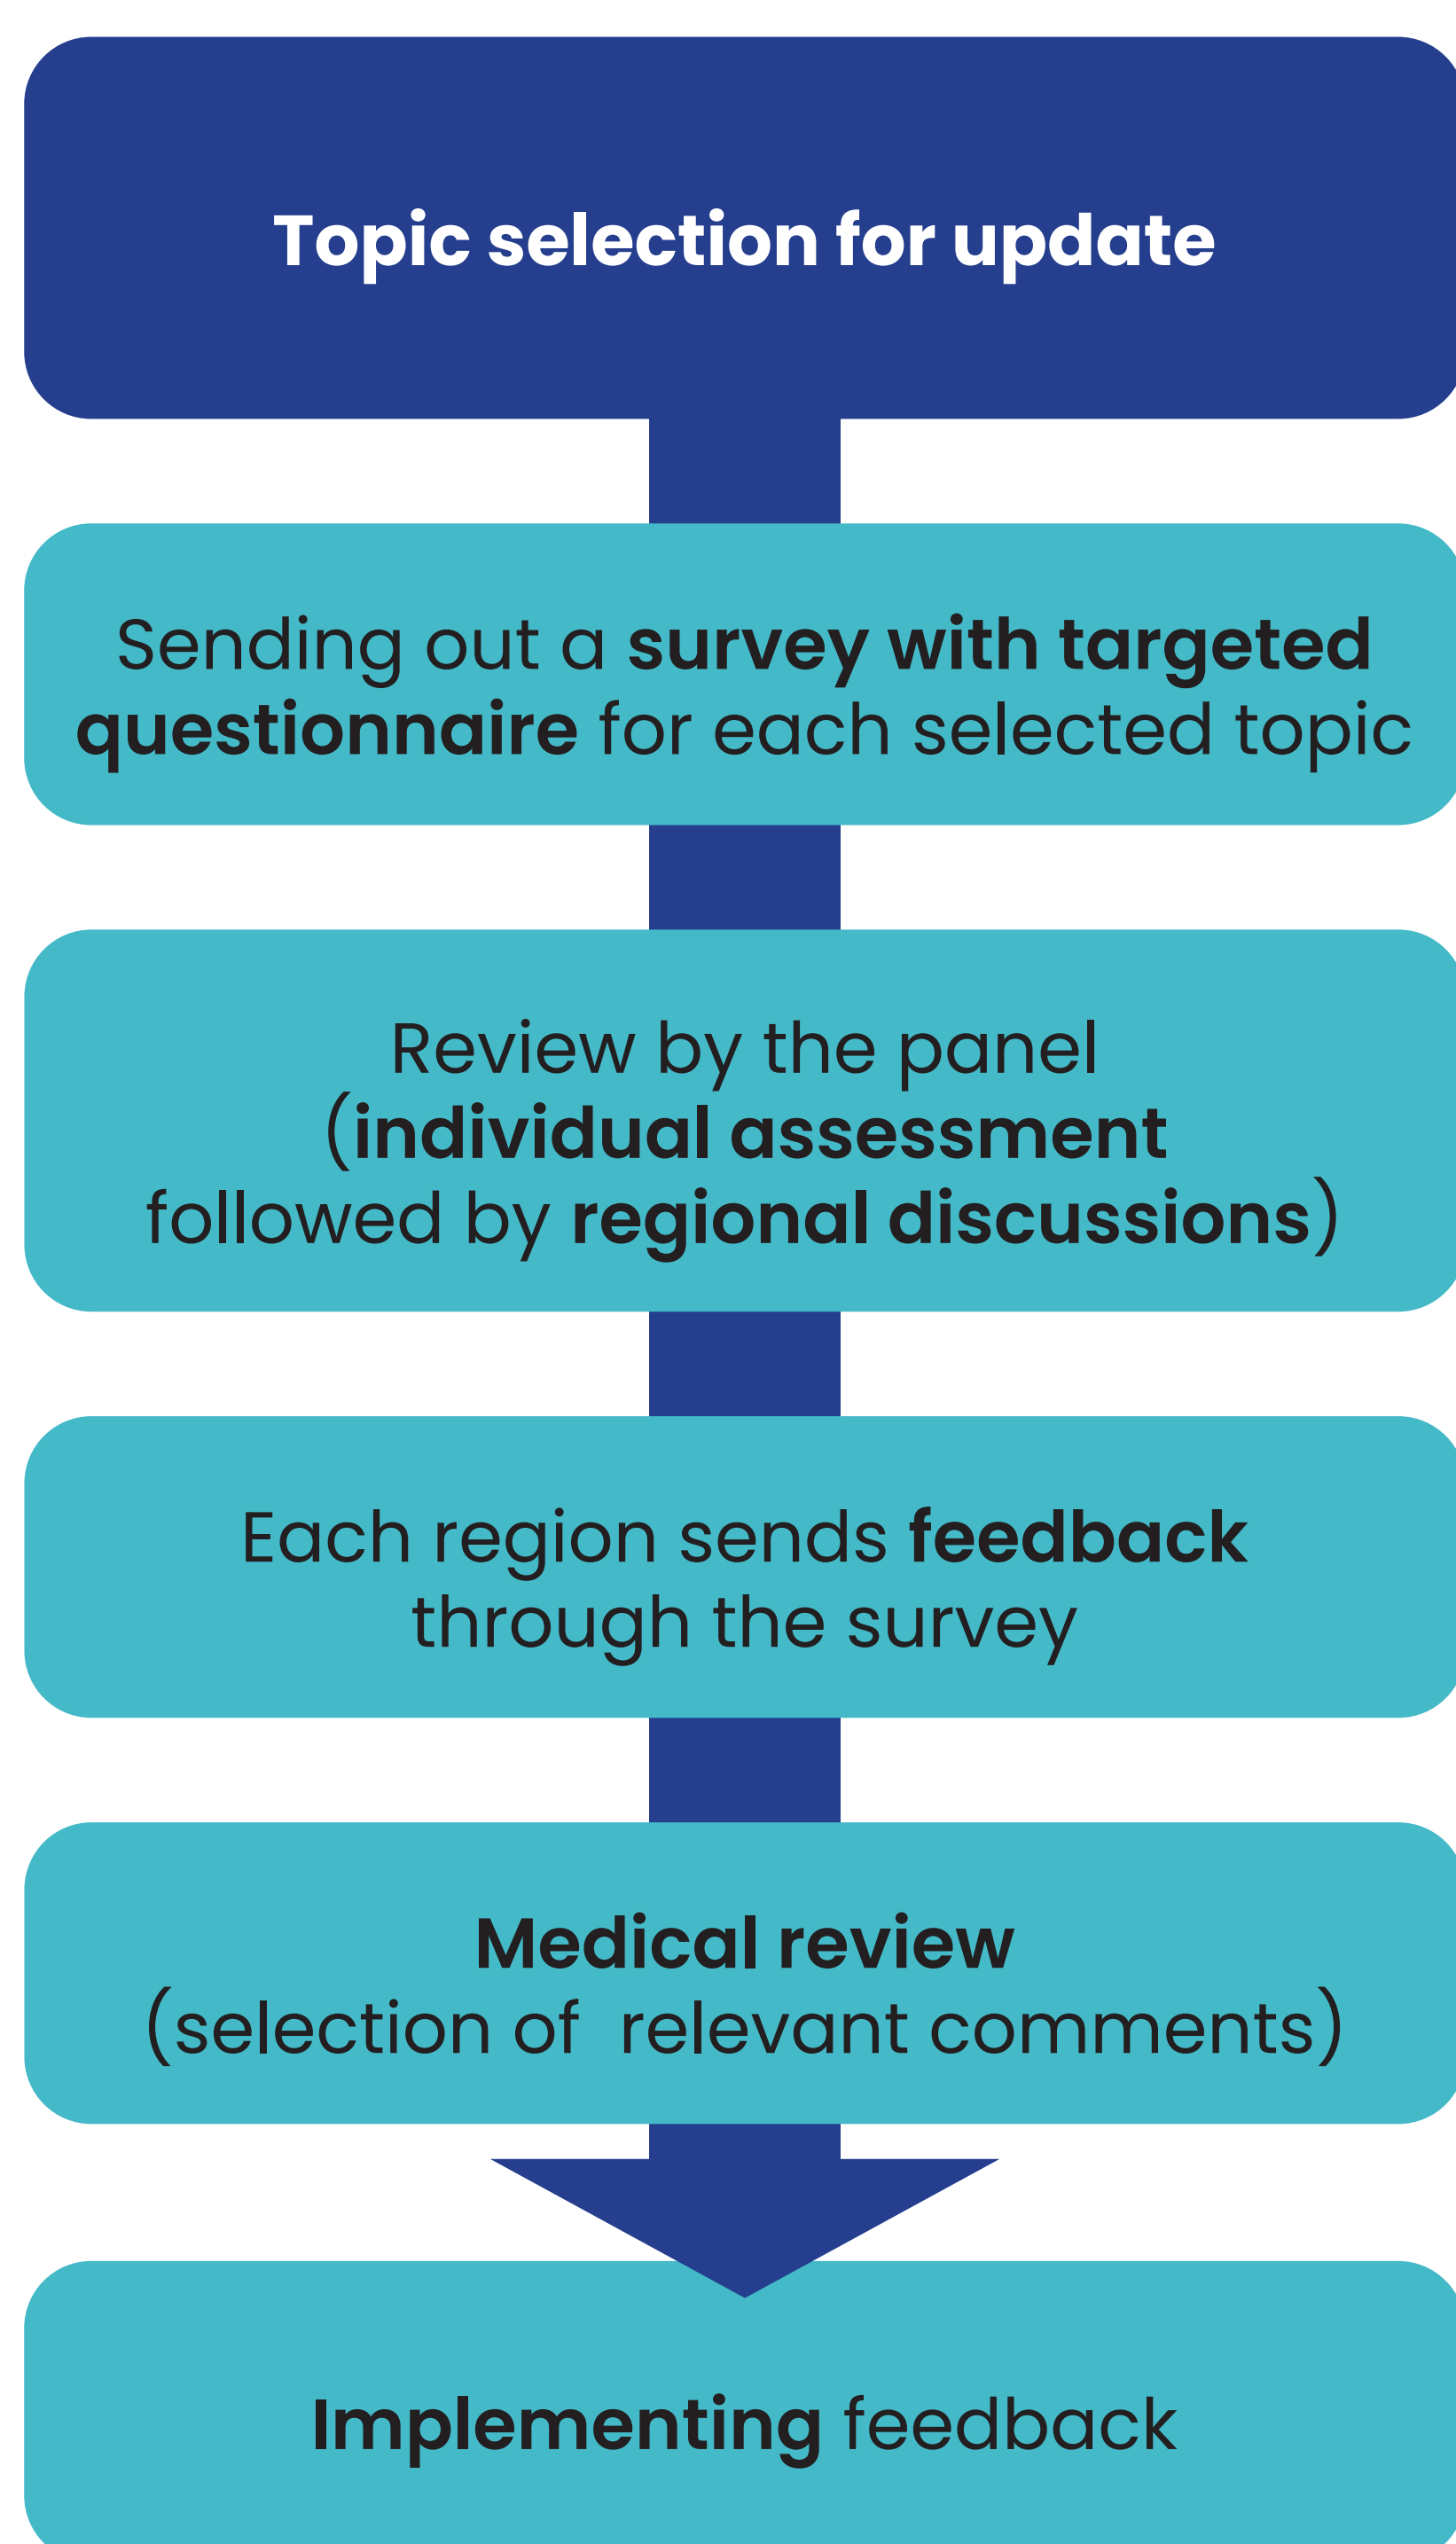 Topic selection for update
Sending out a survey with targeted
questionnaire for each selected topic
Review by the panel
(individual assessment
followed by regional discussions)
Each region sends feedback
through the survey
Medical review
(selection of  relevant comments)
Implementing feedback